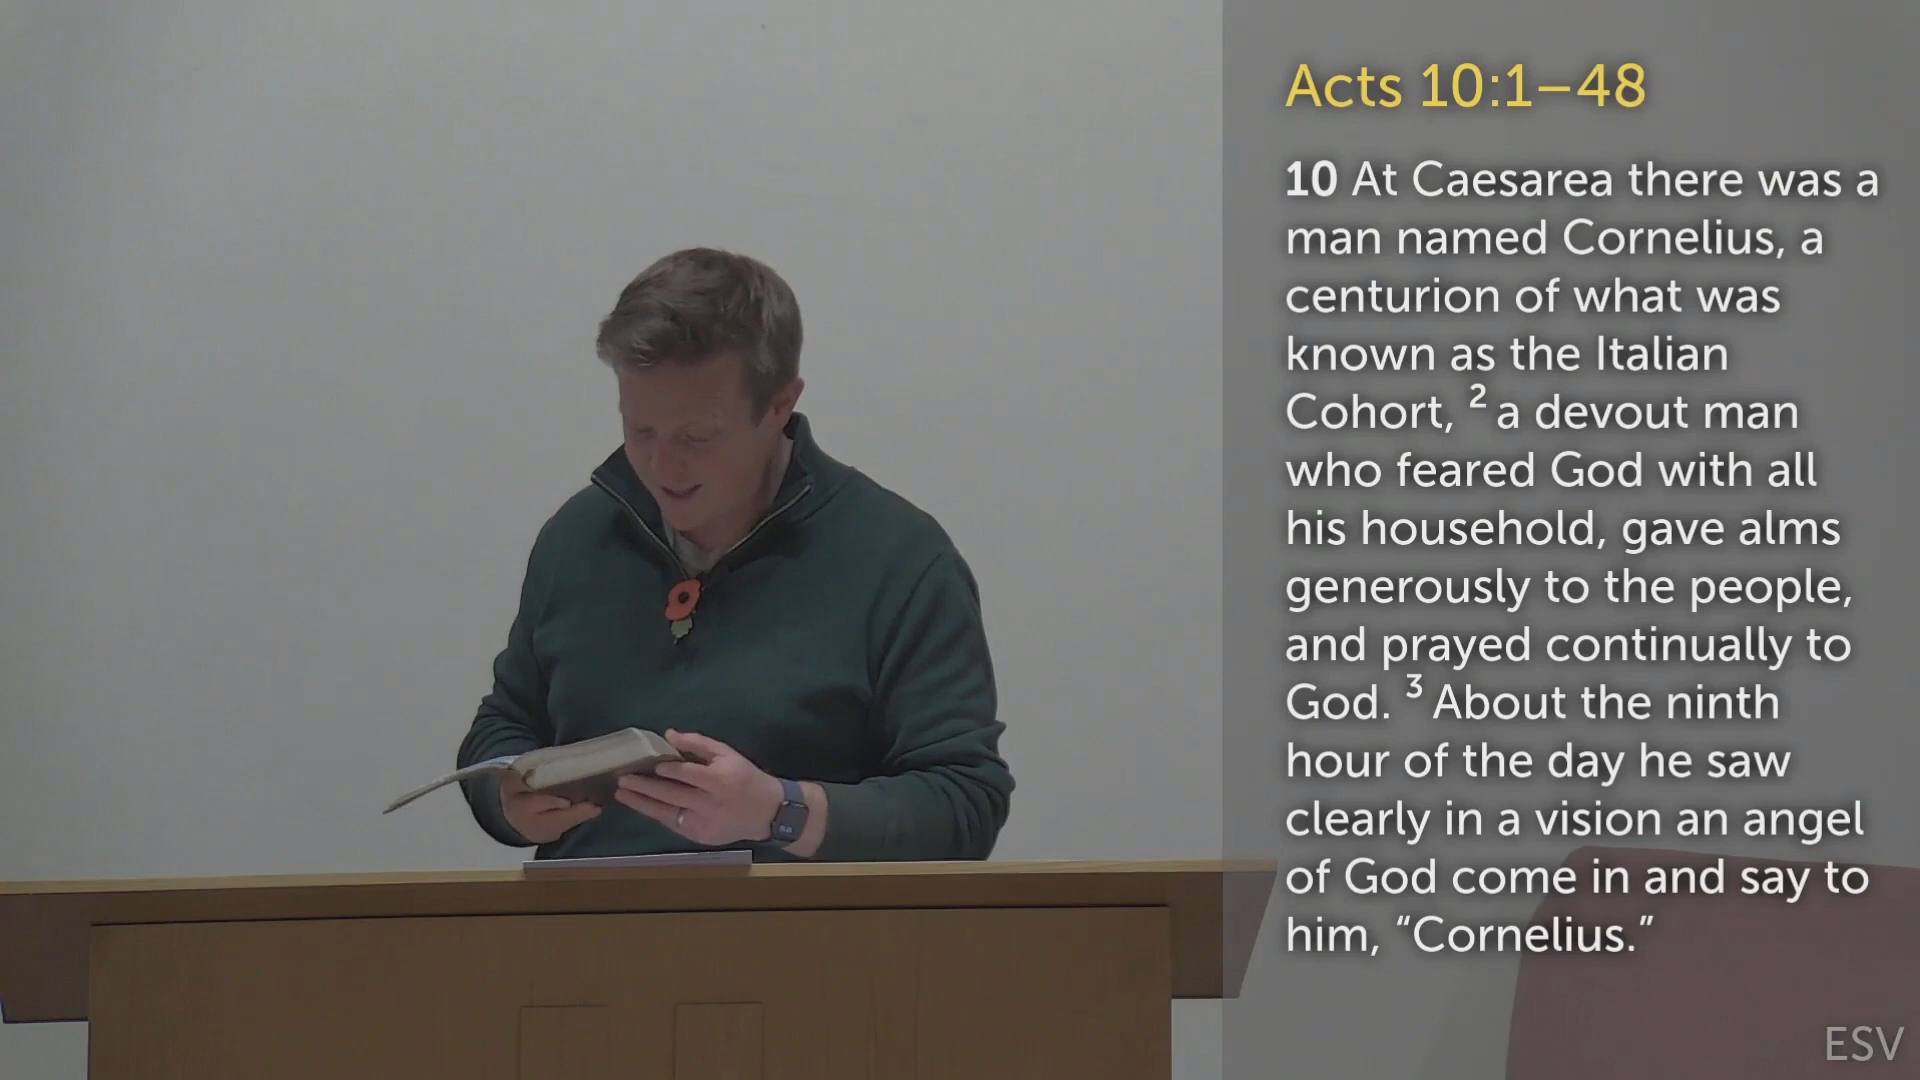 Acts 10:1–48
10 At Caesarea there was a
man named Cornelius, a
centurion of what was
known as the Italian
Cohort, 2 a devout man
who feared God with all
his household, gave alms
generously to the people,
and prayed continually to
God. 3 About the ninth
hour of the day he saw
clearly in a vision an angel
of God come in and say to
him, “Cornelius.”
ESV